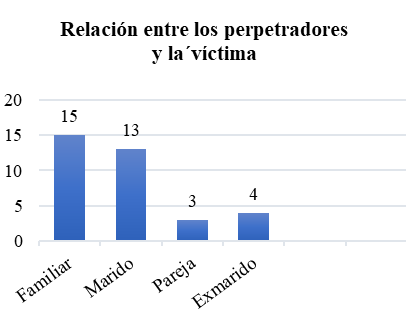 Relación entre los perpetradores
y la´víctima
20
15
10
5
0
15
13
3
4
Familiar
Marido
Pareja
Exmarido